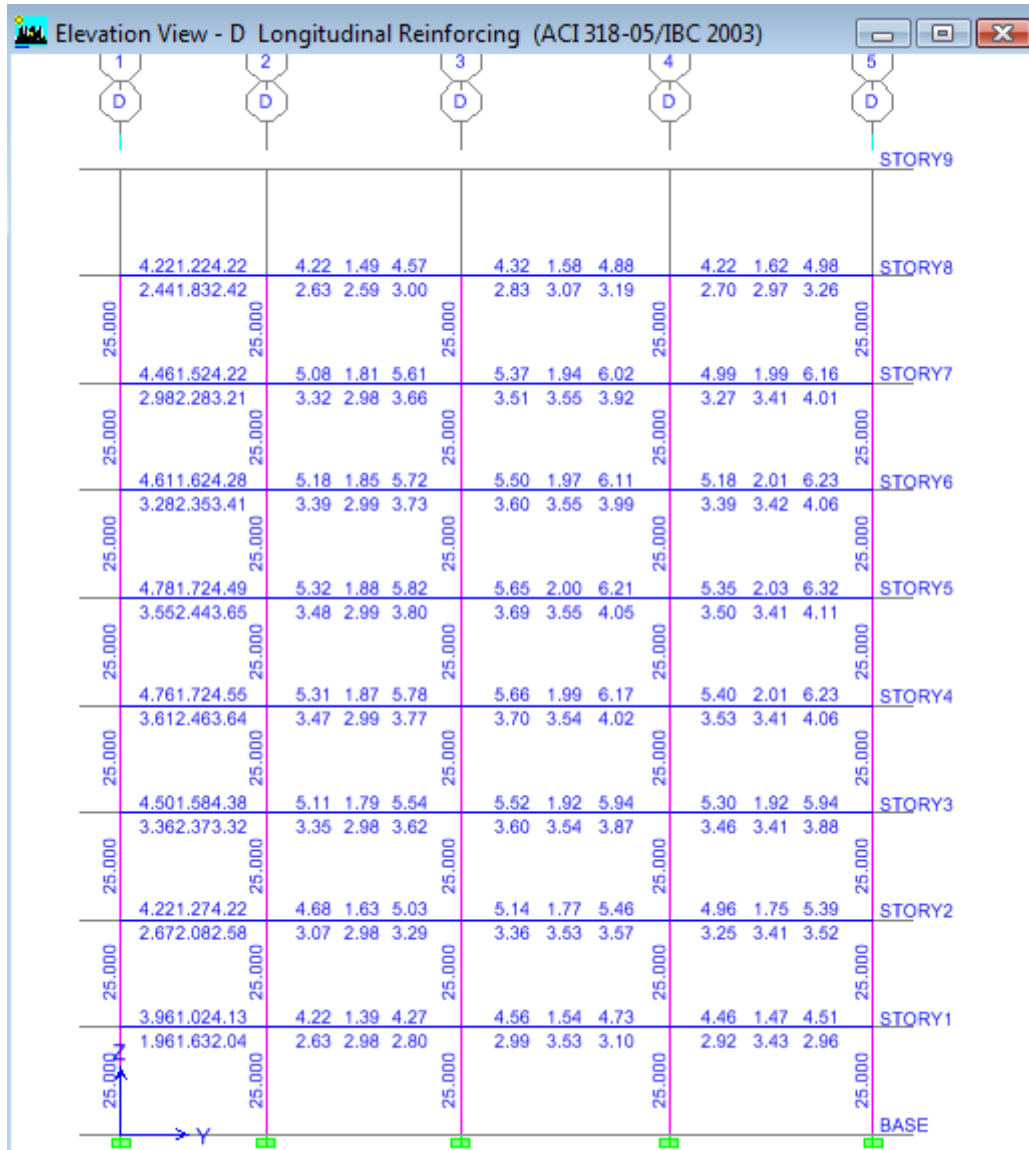 Elevation View - D Longitudinal Reinforcing (ACI 318-05/IBC 2003)
1 2 3 4 5
D D D D D
STORY9
4.221.224.22 4.22 1.49 4.57 4.32 1.58 4.88 4.22 1.62 4.98 STORY8
2.441.832.42 2.63 2.59 3.00 2.83 3.07 3.19 2.70 2.97 3.26
25.000 25.000 25.000 25.000 25.000
4.461.524.22 5.08 1.81 5.61 5.37 1.94 6.02 4.99 1.99 6.16 STORY7
2.982.283.21 3.32 2.98 3.66 3.51 3.55 3.92 3.27 3.41 4.01
25.000 25.000 25.000 25.000 25.000
4.611.624.28 5.18 1.85 5.72 5.50 1.97 6.11 5.18 2.01 6.23 STORY6
3.282.353.41 3.39 2.99 3.73 3.60 3.55 3.99 3.39 3.42 4.06
25.000 25.000 25.000 25.000 25.000
4.781.724.49 5.32 1.88 5.82 5.65 2.00 6.21 5.35 2.03 6.32 STORY5
3.552.443.65 3.48 2.99 3.80 3.69 3.55 4.05 3.50 3.41 4.11
25.000 25.000 25.000 25.000 25.000
4.761.724.55 5.31 1.87 5.78 5.66 1.99 6.17 5.40 2.01 6.23 STORY4
3.612.463.64 3.47 2.99 3.77 3.70 3.54 4.02 3.53 3.41 4.06
25.000 25.000 25.000 25.000 25.000
4.501.584.38 5.11 1.79 5.54 5.52 1.92 5.94 5.30 1.92 5.94 STORY3
3.362.373.32 3.35 2.98 3.62 3.60 3.54 3.87 3.46 3.41 3.88
25.000 25.000 25.000 25.000 25.000
4.221.274.22 4.68 1.63 5.03 5.14 1.77 5.46 4.96 1.75 5.39 STORY2
2.672.082.58 3.07 2.98 3.29 3.36 3.53 3.57 3.25 3.41 3.52
25.000 25.000 25.000 25.000 25.000
3.961.024.13 4.22 1.39 4.27 4.56 1.54 4.73 4.46 1.47 4.51 STORY1
1.961.632.04 2.63 2.98 2.80 2.99 3.53 3.10 2.92 3.43 2.96
Z
25.000 25.000 25.000 25.000 25.000
Y
BASE